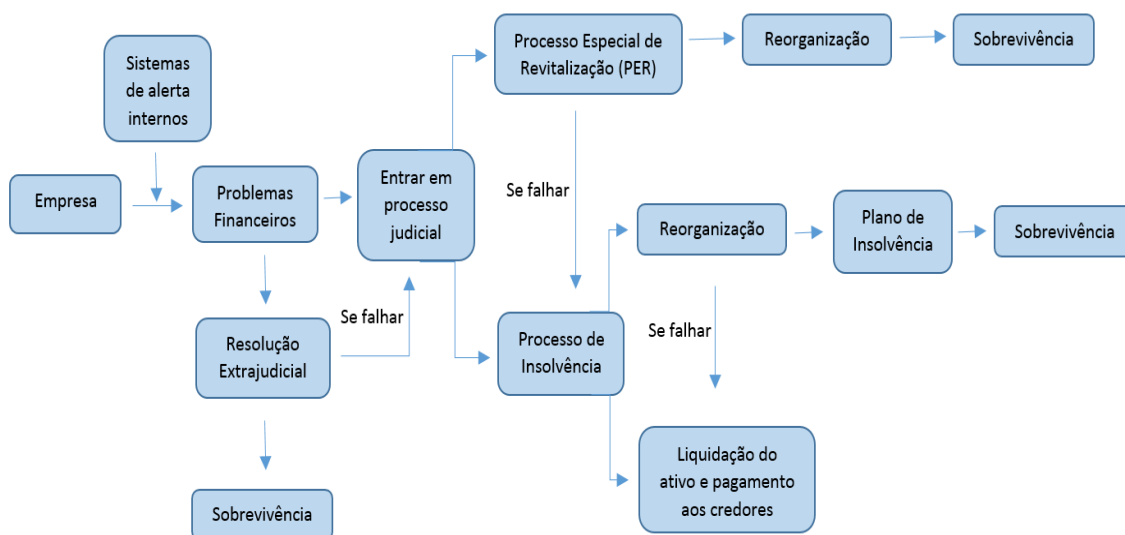 Sistemas
de alerta
internos
Empresa
Problemas
Financeiros
Entrar em
processo
judicial
Processo Especial de
Revitalização (PER)
Reorganização
Sobrevivência
Se falhar
Reorganização
Plano de
Insolvência
Sobrevivência
Se falhar
Resolução
Extrajudicial
Processo de
Insolvência
Se falhar
Sobrevivência
Liquidação do
ativo e pagamento
aos credores